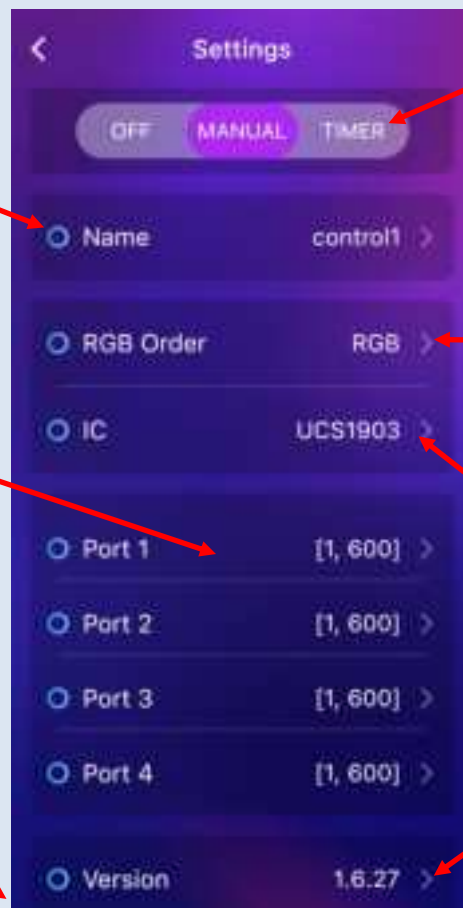 Settings
OFF MANUAL TIMER
Name control1
RGB Order RGB
IC UCS1903
Port 1 [1, 600]
Port 2 [1, 600]
Port 3 [1, 600]
Port 4 [1, 600]
Version 1.6.27